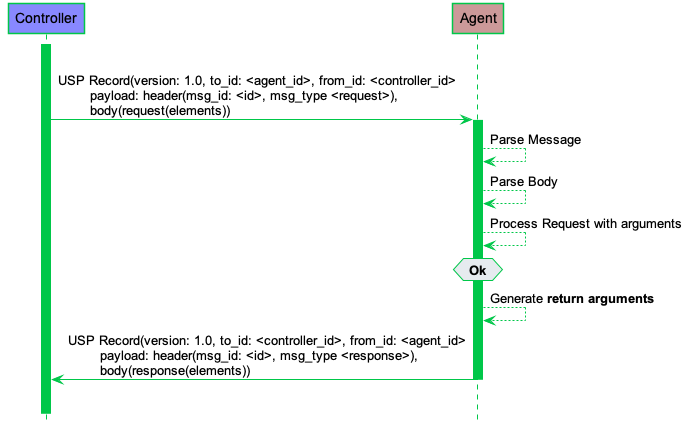 Controller
Agent
USP Record(version: 1.0, to_id: <agent_id>, from_id: <controller_id>
payload: header(msg_id: <id>, msg_type <request>),
body(request(elements))
Parse Message
Parse Body
Process Request with arguments
Ok
Generate return arguments
USP Record(version: 1.0, to_id: <controller_id>, from_id: <agent_id>
payload: header(msg_id: <id>, msg_type <response>),
body(response(elements))